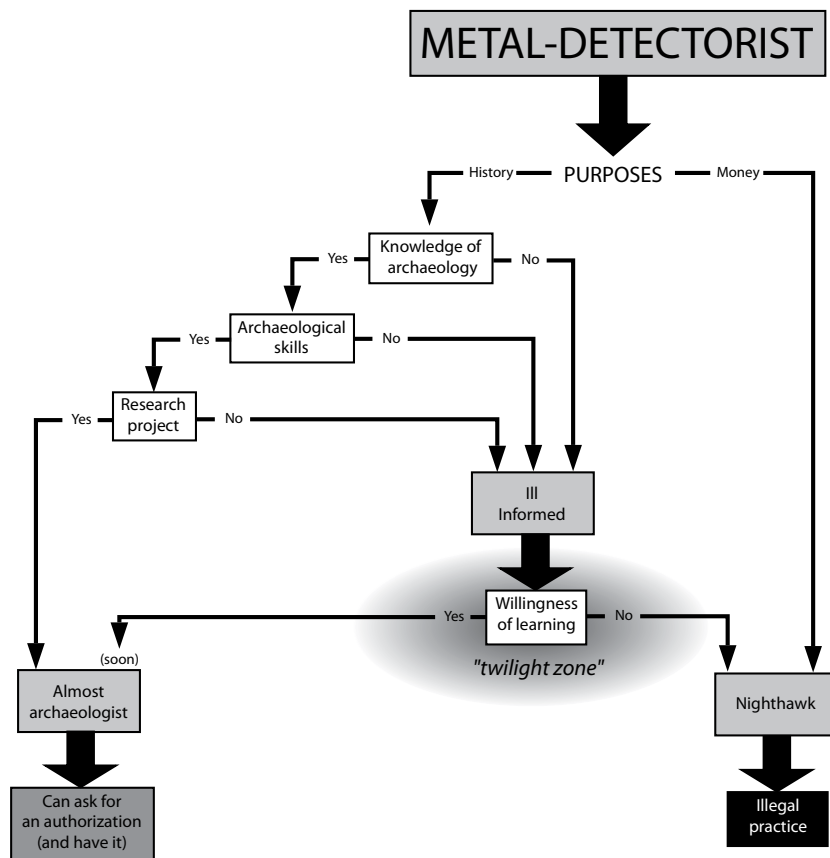 METAL-DETECTORIST
History PURPOSES Money
Knowledge of
archaeology
Yes No
Archaeological
skills
Yes No
Research
project
Yes No
Ill
Informed
Willingness
of learning
Yes No
(soon)
"twilight zone"
Almost
archaeologist
Nighthawk
Can ask for
an authorization
(and have it)
Illegal
practice